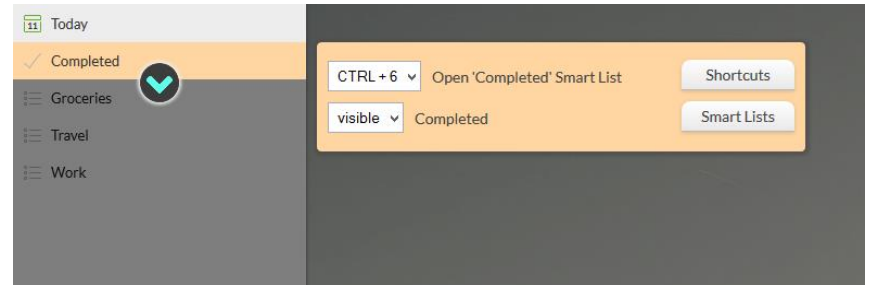 11 Today
Completed
Groceries
Travel
Work
CTRL + 6 Open 'Completed' Smart List Shortcuts
visible Completed Smart Lists